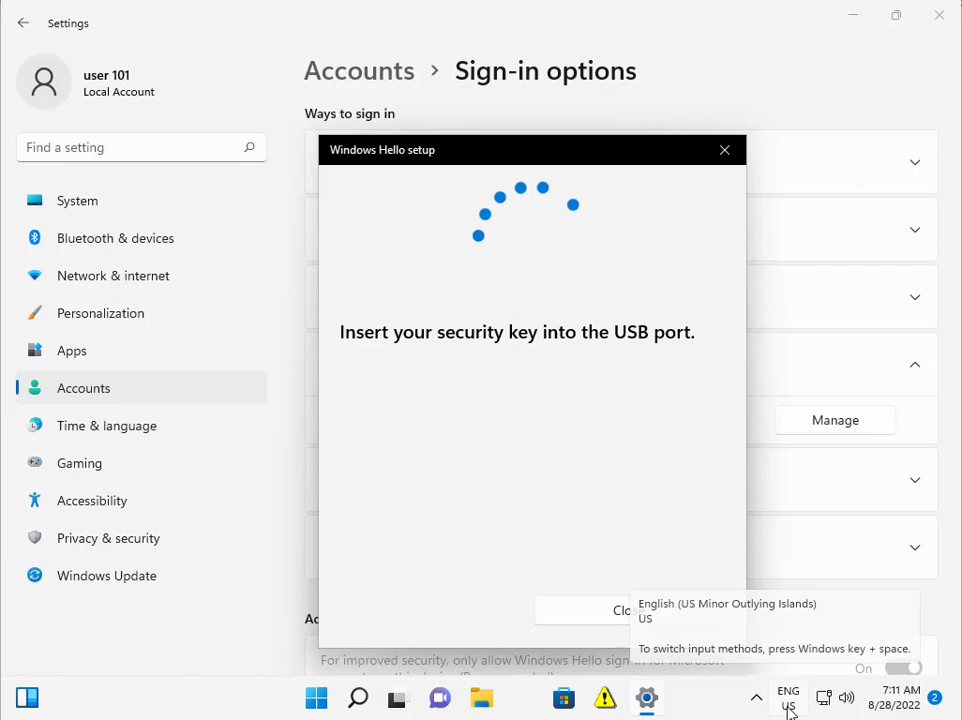 Settings
user 101
Local Account
Find a setting
System
Bluetooth & devices
Network & internet
Personalization
Apps
Accounts
Time & language
Gaming
Accessibility
Privacy & security
Windows Update
Accounts > Sign-in options
Ways to sign in
Windows Hello setup
Insert your security key into the USB port.
Manage
Clo
English (US Minor Outlying Islands)
US
To switch input methods, press Windows key + space.
For improved security, only allow Windows Hello sign-in for Microsoft
On
ENG
US
7:11 AM
8/28/2022
2